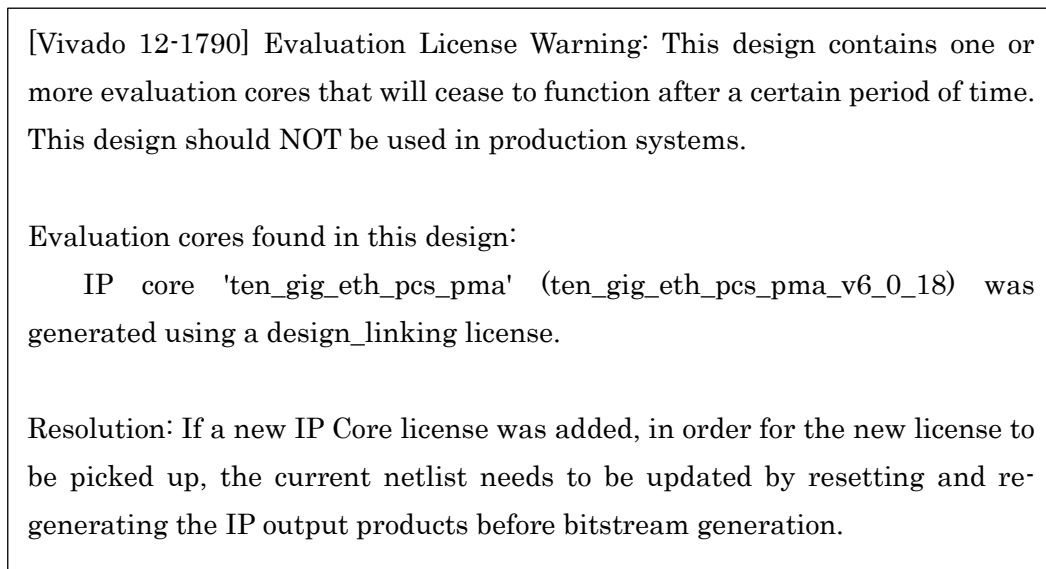 [Vivado 12-1790] Evaluation License Warning: This design contains one or
more evaluation cores that will cease to function after a certain period of time.
This design should NOT be used in production systems.
Evaluation cores found in this design:
IP core 'ten_gig_eth_pcs_pma' (ten_gig_eth_pcs_pma_v6_0_18) was
generated using a design_linking license.
Resolution: If a new IP Core license was added, in order for the new license to
be picked up, the current netlist needs to be updated by resetting and re-
generating the IP output products before bitstream generation.